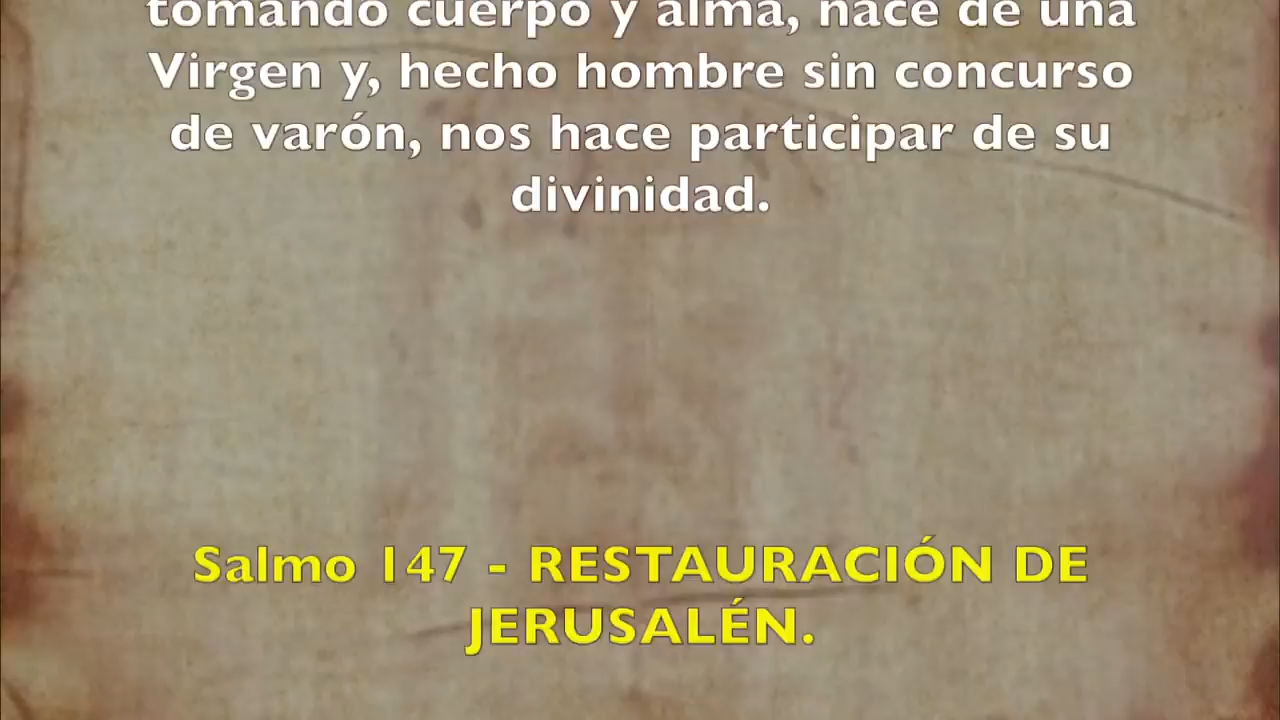 tomando cuerpo y alma, nace de una
Virgen y, hecho hombre sin concurso
de varón, nos hace participar de su
divinidad.
Salmo 147 - RESTAURACIÓN DE
JERUSALÉN.